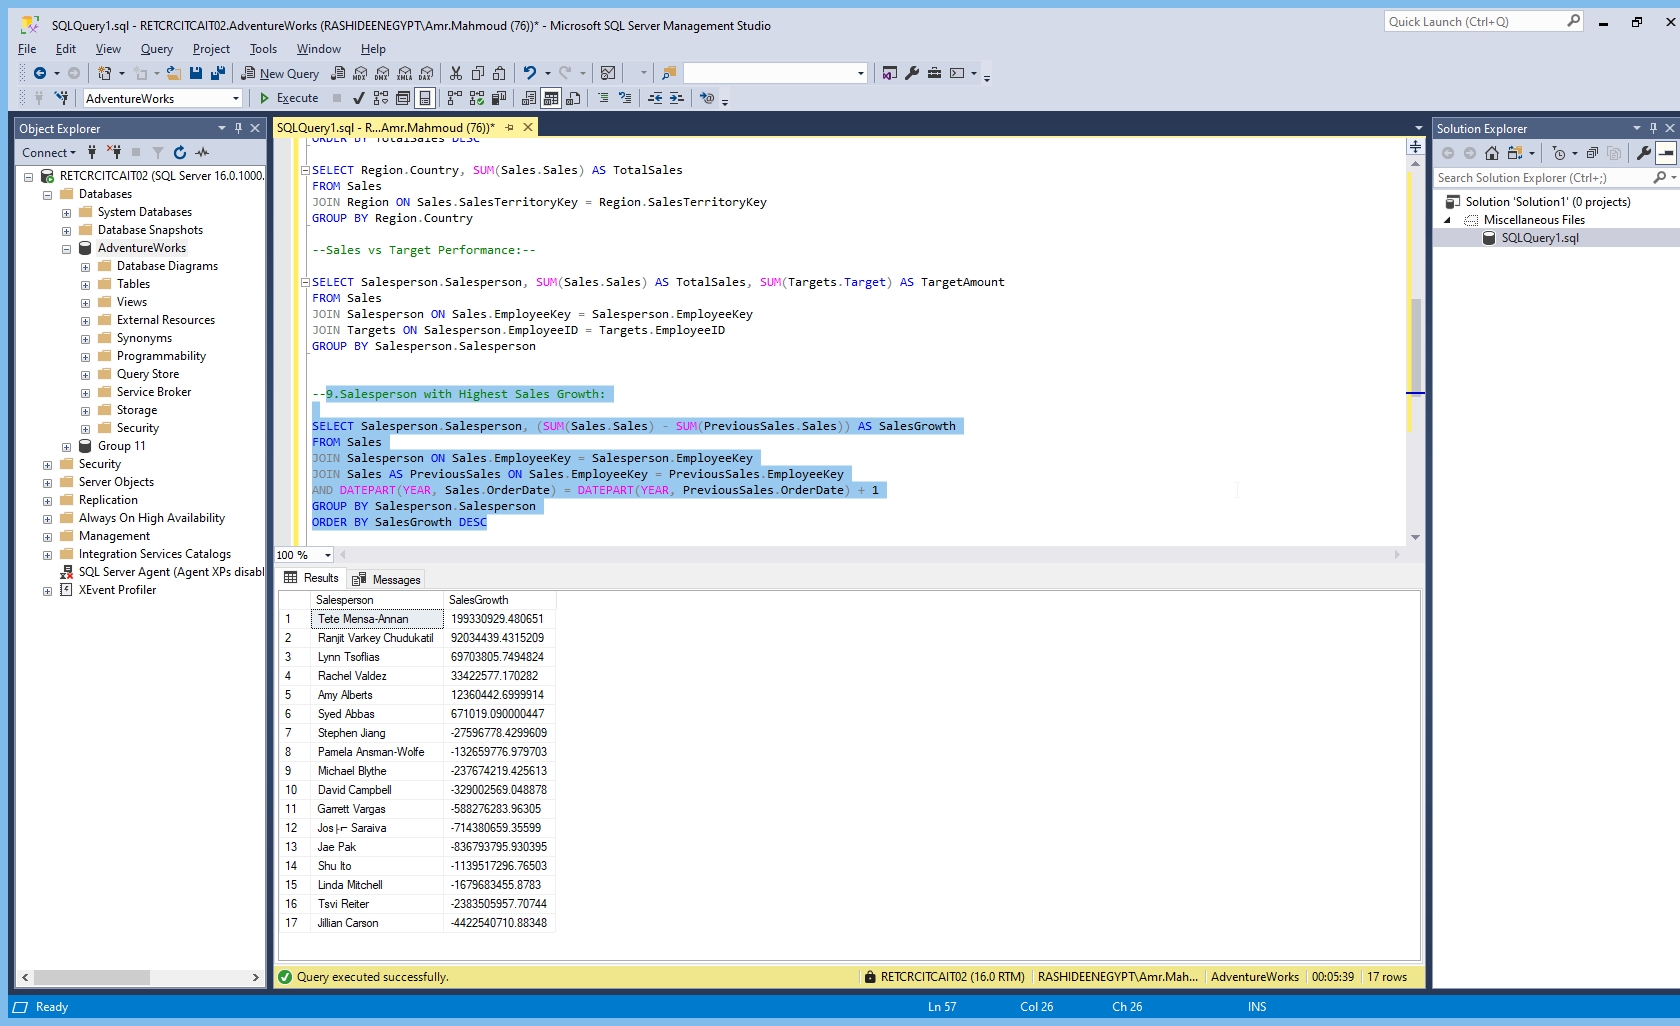 SQLQuery1.sql - RETCRCITCAIT02.AdventureWorks (RASHIDEENEGYPT\Amr.Mahmoud (76))* - Microsoft SQL Server Management Studio
Quick Launch (Ctrl+Q)
File Edit View Query Project Tools Window Help
New Query
MDX DMX XMLA DAX
AdventureWorks
Execute
Object Explorer
Connect
RETCRCITCAIT02 (SQL Server 16.0.1000.
Databases
System Databases
Database Snapshots
AdventureWorks
Database Diagrams
Tables
Views
External Resources
Synonyms
Programmability
Query Store
Service Broker
Storage
Security
Group 11
Security
Server Objects
Replication
Always On High Availability
Management
Integration Services Catalogs
SQL Server Agent (Agent XPs disabl
XEvent Profiler
SQLQuery1.sql - R...Amr.Mahmoud (76))*
ORDER BY TotalSales DESC
SELECT Region.Country, SUM(Sales.Sales) AS TotalSales
FROM Sales
JOIN Region ON Sales.SalesTerritoryKey = Region.SalesTerritoryKey
GROUP BY Region.Country
--Sales vs Target Performance:--
SELECT Salesperson.Salesperson, SUM(Sales.Sales) AS TotalSales, SUM(Targets.Target) AS TargetAmount
FROM Sales
JOIN Salesperson ON Sales.EmployeeKey = Salesperson.EmployeeKey
JOIN Targets ON Salesperson.EmployeeID = Targets.EmployeeID
GROUP BY Salesperson.Salesperson
--9.Salesperson with Highest Sales Growth:
SELECT Salesperson.Salesperson, (SUM(Sales.Sales) - SUM(PreviousSales.Sales)) AS SalesGrowth
FROM Sales
JOIN Salesperson ON Sales.EmployeeKey = Salesperson.EmployeeKey
JOIN Sales AS PreviousSales ON Sales.EmployeeKey = PreviousSales.EmployeeKey
AND DATEPART(YEAR, Sales.OrderDate) = DATEPART(YEAR, PreviousSales.OrderDate) + 1
GROUP BY Salesperson.Salesperson
ORDER BY SalesGrowth DESC
100 %
Results Messages
Salesperson SalesGrowth
1 Tete Mensa-Annan 199330929.480651
2 Ranjit Varkey Chudukatil 92034439.4315209
3 Lynn Tsoflias 69703805.7494824
4 Rachel Valdez 33422577.170282
5 Amy Alberts 12360442.6999914
6 Syed Abbas 671019.090000447
7 Stephen Jiang -27596778.4299609
8 Pamela Ansman-Wolfe -132659776.979703
9 Michael Blythe -237674219.425613
10 David Campbell -329002569.048878
11 Garrett Vargas -588276283.96305
12 Jos├⌐ Saraiva -714380659.35599
13 Jae Pak -836793795.930395
14 Shu Ito -1139517296.76503
15 Linda Mitchell -1679683455.8783
16 Tsvi Reiter -2383505957.70744
17 Jillian Carson -4422540710.88348
Query executed successfully.
RETCRCITCAIT02 (16.0 RTM) RASHIDEENEGYPT\Amr.Mah... AdventureWorks 00:05:39 17 rows
Solution Explorer
Search Solution Explorer (Ctrl+;)
Solution 'Solution1' (0 projects)
Miscellaneous Files
SQLQuery1.sql
Ready Ln 57 Col 26 Ch 26 INS